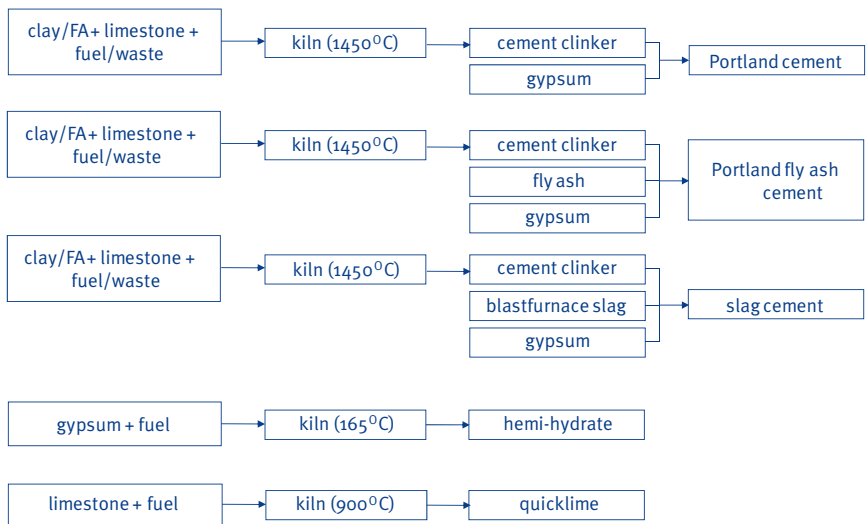 clay/FA+ limestone +
fuel/waste
kiln (1450⁰C)
cement clinker
gypsum
Portland cement
clay/FA+ limestone +
fuel/waste
kiln (1450⁰C)
cement clinker
fly ash
gypsum
Portland fly ash
cement
clay/FA+ limestone +
fuel/waste
kiln (1450⁰C)
cement clinker
blastfurnace slag
gypsum
slag cement
gypsum + fuel
kiln (165⁰C)
hemi-hydrate
limestone + fuel
kiln (900⁰C)
quicklime